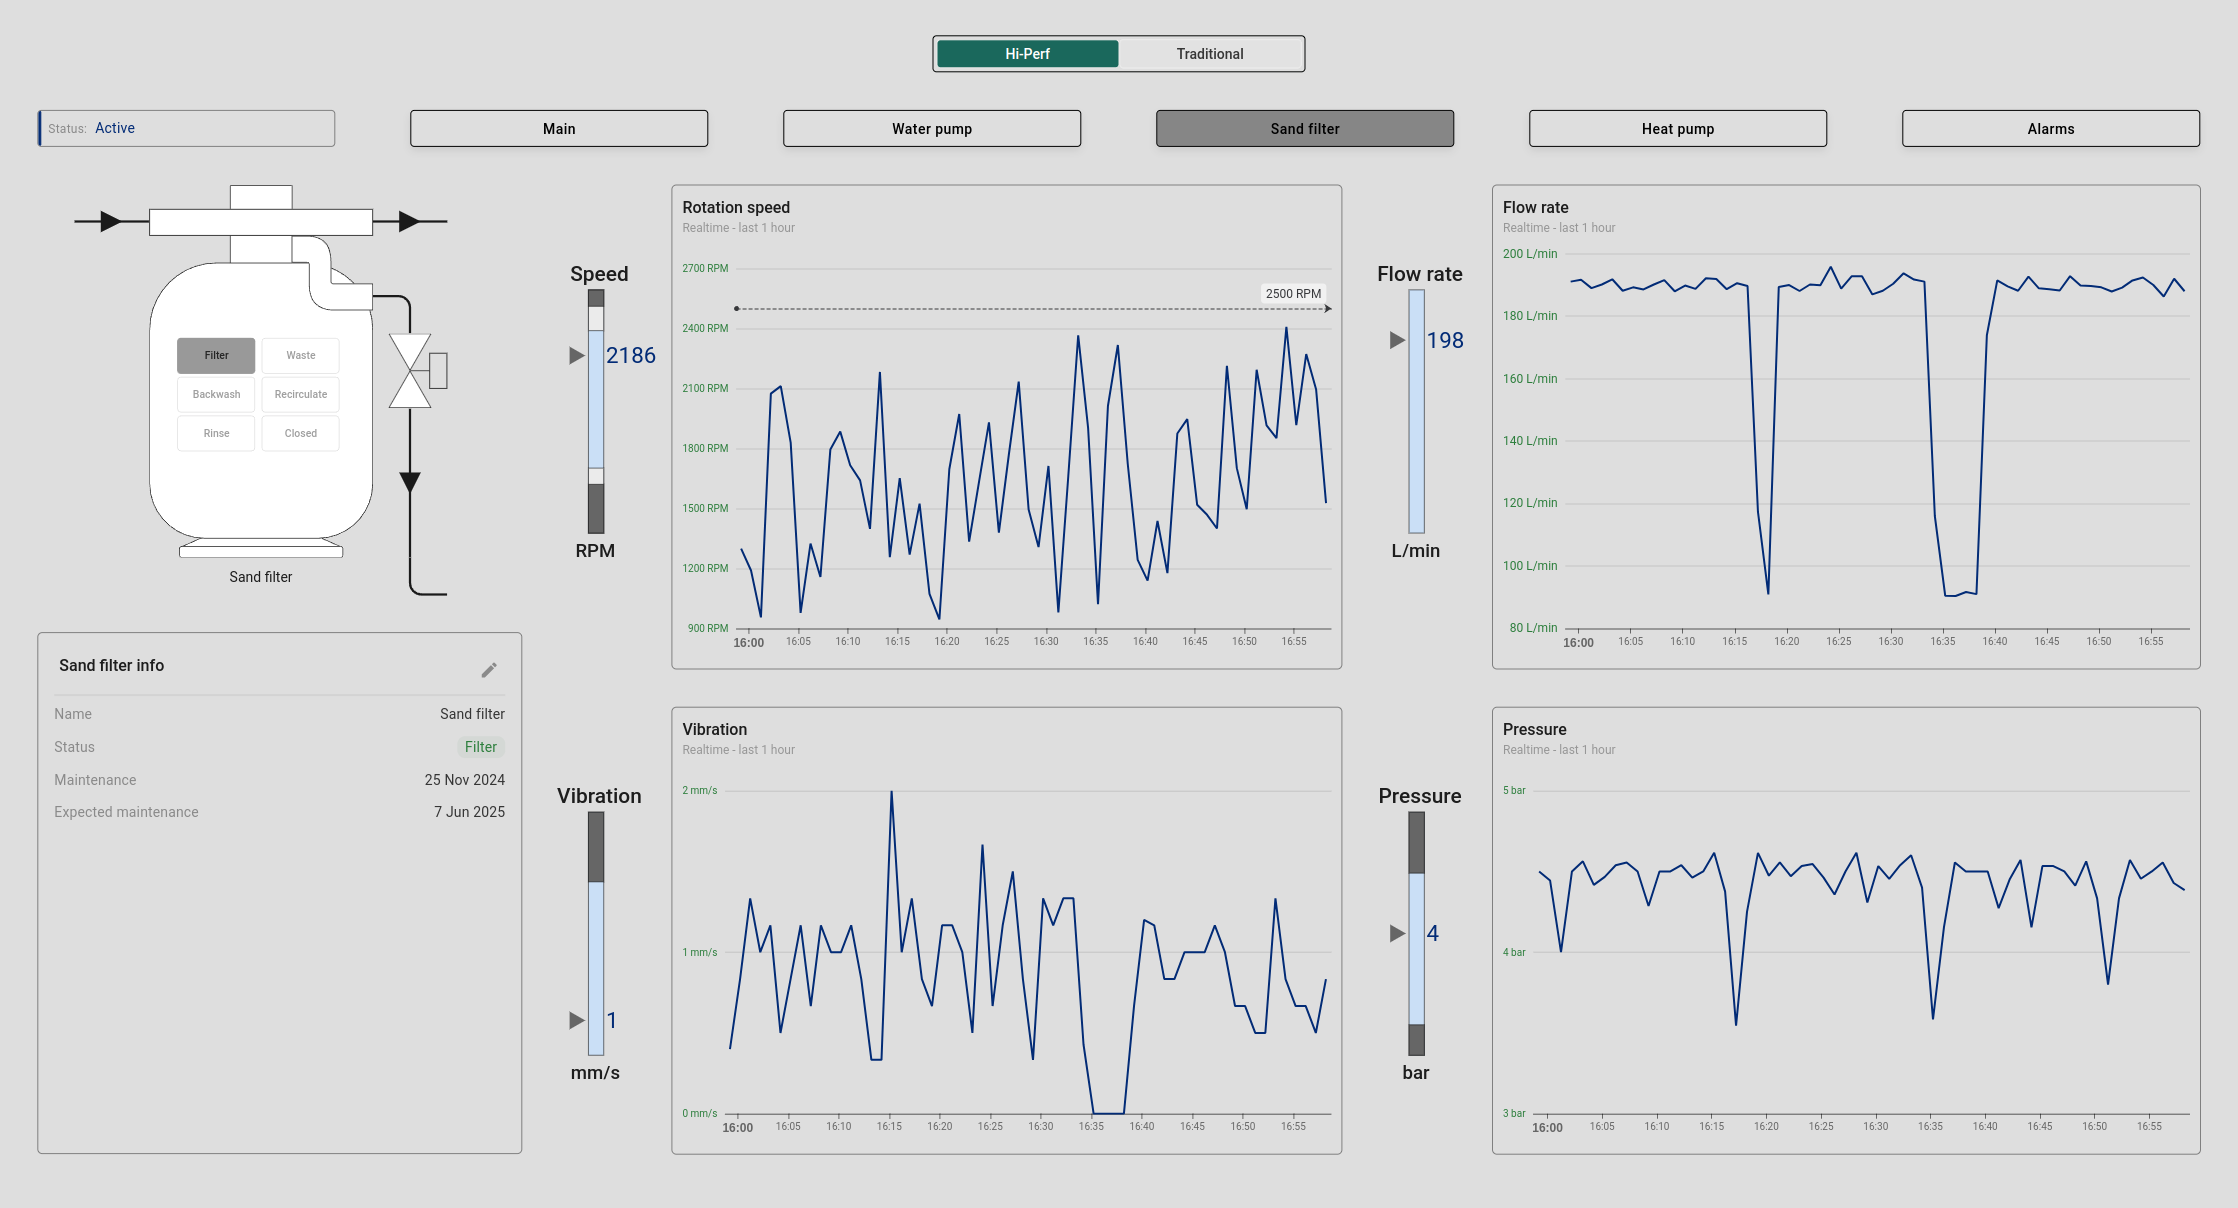 Hi-Perf Traditional
Status: Active Main Water pump Sand filter Heat pump Alarms
Filter Waste
Backwash Recirculate
Rinse Closed
Sand filter
Sand filter info
Name Sand filter
Status Filter
Maintenance 25 Nov 2024
Expected maintenance 7 Jun 2025
Speed
2186
RPM
Rotation speed
Realtime - last 1 hour
2700 RPM
2500 RPM
2400 RPM
2100 RPM
1800 RPM
1500 RPM
1200 RPM
900 RPM
16:00 16:05 16:10 16:15 16:20 16:25 16:30 16:35 16:40 16:45 16:50 16:55
Flow rate
198
L/min
Flow rate
Realtime - last 1 hour
200 L/min
180 L/min
160 L/min
140 L/min
120 L/min
100 L/min
80 L/min
16:00 16:05 16:10 16:15 16:20 16:25 16:30 16:35 16:40 16:45 16:50 16:55
Vibration
1
mm/s
Vibration
Realtime - last 1 hour
2 mm/s
1 mm/s
0 mm/s
16:00 16:05 16:10 16:15 16:20 16:25 16:30 16:35 16:40 16:45 16:50 16:55
Pressure
4
bar
Pressure
Realtime - last 1 hour
5 bar
4 bar
3 bar
16:00 16:05 16:10 16:15 16:20 16:25 16:30 16:35 16:40 16:45 16:50 16:55